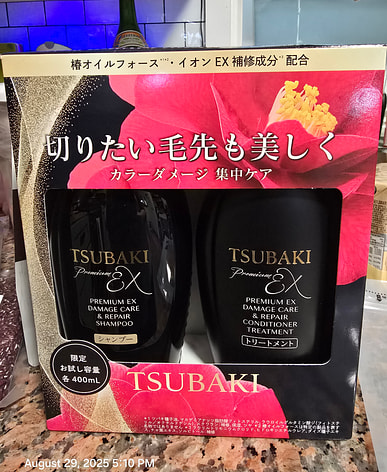 椿オイルフォース・イオン EX 補修成分配合
切りたい毛先も美しく
カラーダメージ 集中ケア
TSUBAKI
Premium
EX
PREMIUM EX
DAMAGE CARE
& REPAIR
SHAMPOO
シャンプー
TSUBAKI
Premium
EX
PREMIUM EX
DAMAGE CARE
& REPAIR
CONDITIONER
TREATMENT
トリートメント
限定
お試し容量
各 400mL
TSUBAKI
August 29, 2025 5:10 PM